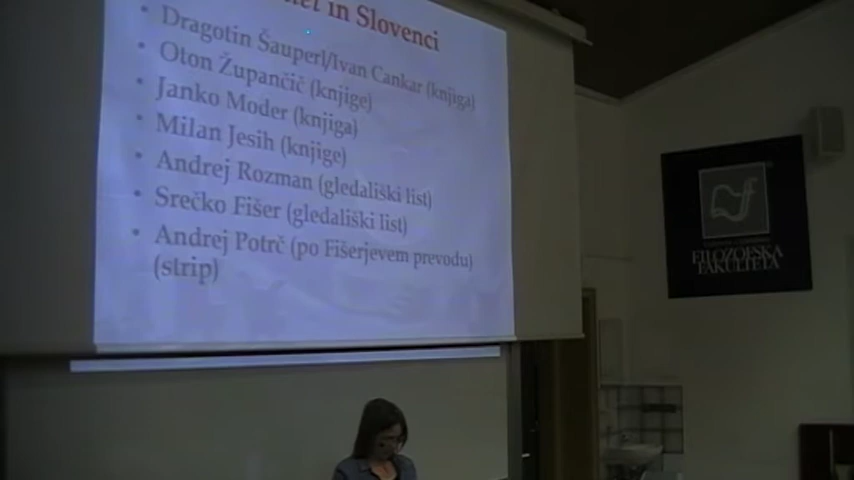 in Slovenci
• Dragotin Šauperl/Ivan Cankar (knjiga)
• Oton Župančič (knjige)
• Janko Moder (knjiga)
• Milan Jesih (knjige)
• Andrej Rozman (gledališki list)
• Srečko Fišer (gledališki list)
• Andrej Potrč (po Fišerjevem prevodu)
(strip)
FILOZOFSKA
FAKULTETA